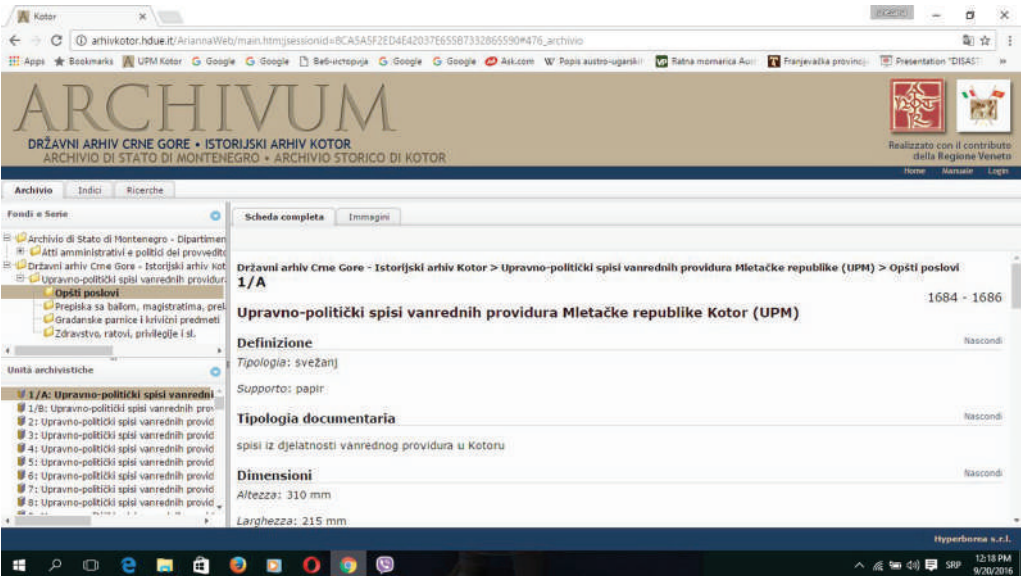 Kotor
arhivkotor.hdue.it/AriannaWeb/main.htm;jsessionid=8CA5A5F2ED4E42037E655B7332865590#476_archivio
Apps Bookmarks UPM Kotor Google Google Веб-историја Google Google Ask.com Popis austro-ugarski Ratna mornarica Aus Franjevačka provincij Presentation "DISAST
ARCHIVUM
DRŽAVNI ARHIV CRNE GORE • ISTORIJSKI ARHIV KOTOR
ARCHIVIO DI STATO DI MONTENEGRO • ARCHIVIO STORICO DI KOTOR
Realizzato con il contributo
della Regione Veneto
Home Manuale Login
Archivio Indici Ricerche
Fondi e Serie
Archivio di Stato di Montenegro - Dipartimen
Atti amministrativi e politici del provvedito
Državni arhiv Crne Gore - Istorijski arhiv Kot
Upravno-politički spisi vanrednih providur
Opšti poslovi
Prepiska sa bailom, magistratima, prel
Građanske parnice i krivični predmeti
Zdravstvo, ratovi, privilegije i sl.
Unità archivistiche
1/A: Upravno-politički spisi vanredni
1/B: Upravno-politički spisi vanrednih prov
2: Upravno-politički spisi vanrednih provid
3: Upravno-politički spisi vanrednih provid
4: Upravno-politički spisi vanrednih provid
5: Upravno-politički spisi vanrednih provid
6: Upravno-politički spisi vanrednih provid
7: Upravno-politički spisi vanrednih provid
8: Upravno-politički spisi vanrednih provid
Scheda completa Immagini
Državni arhiv Crne Gore - Istorijski arhiv Kotor > Upravno-politički spisi vanrednih providura Mletačke republike (UPM) > Opšti poslovi
1/A
1684 - 1686
Upravno-politički spisi vanrednih providura Mletačke republike Kotor (UPM)
Definizione Nascondi
Tipologia: svežanj
Supporto: papir
Tipologia documentaria Nascondi
spisi iz djelatnosti vanrednog providura u Kotoru
Dimensioni Nascondi
Altezza: 310 mm
Larghezza: 215 mm
Hyperborea s.r.l.
SRP
12:18 PM
9/20/2016